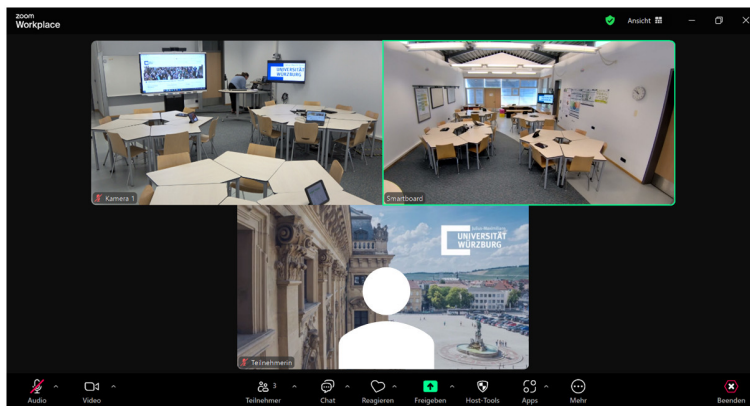 zoom
Workplace
Ansicht
UNIVERSITÄT
WÜRZBURG
Kamera 1
Smartboard
UNIVERSITÄT
WÜRZBURG
Teilnehmerin
Audio
Video
3
Teilnehmer
Chat
Reagieren
Freigeben
Host-Tools
Apps
Mehr
Beenden